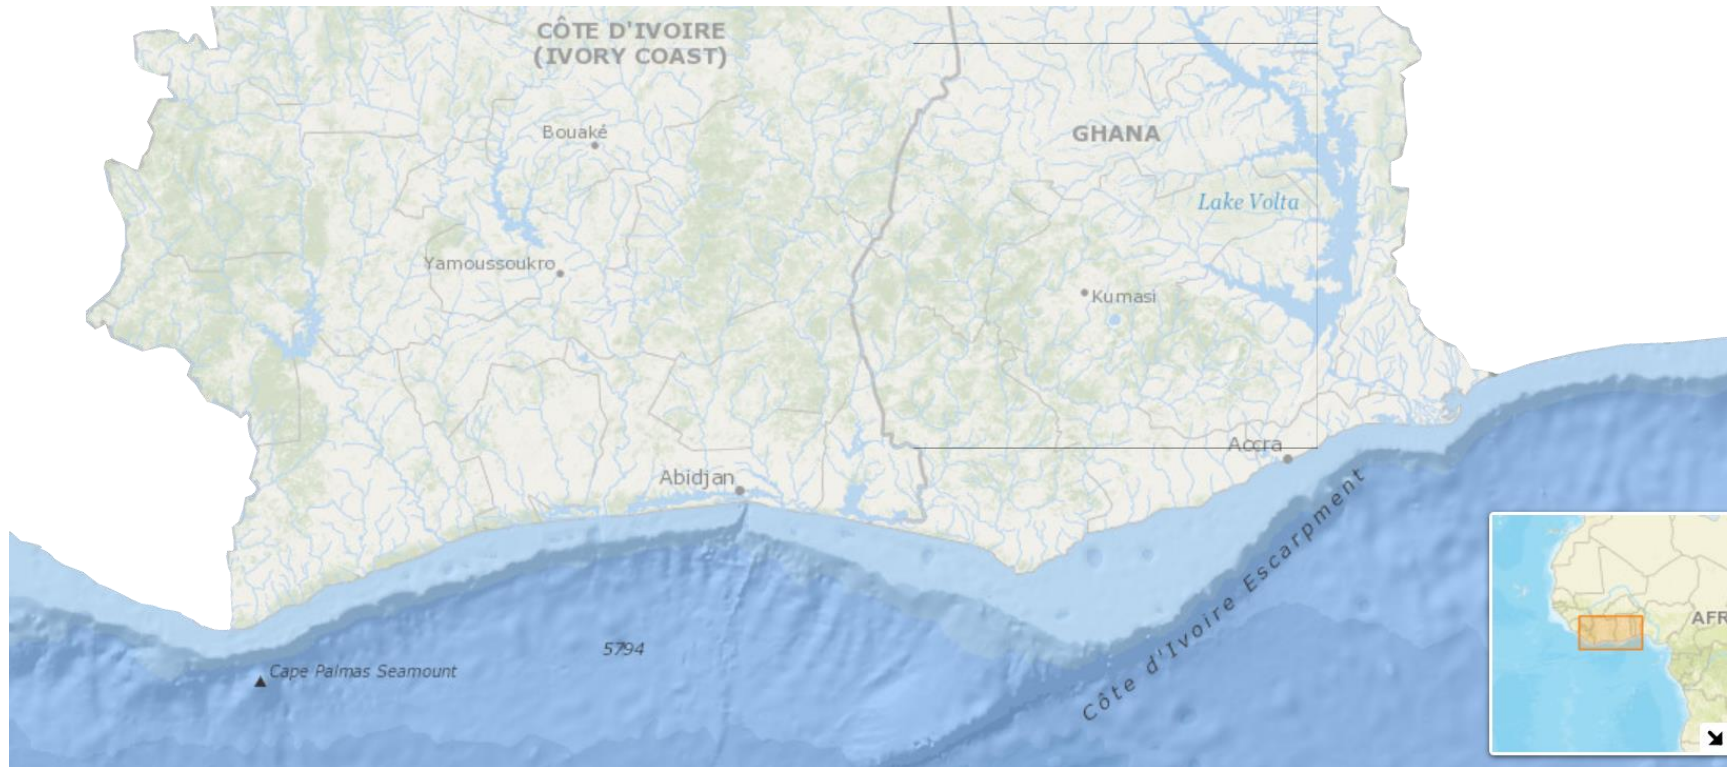 CÔTE D'IVOIRE
(IVORY COAST)
Bouaké
GHANA
Lake Volta
Yamoussoukro
Kumasi
Accra
Abidjan
Côte d'Ivoire Escarpment
5794
Cape Palmas Seamount
AFR